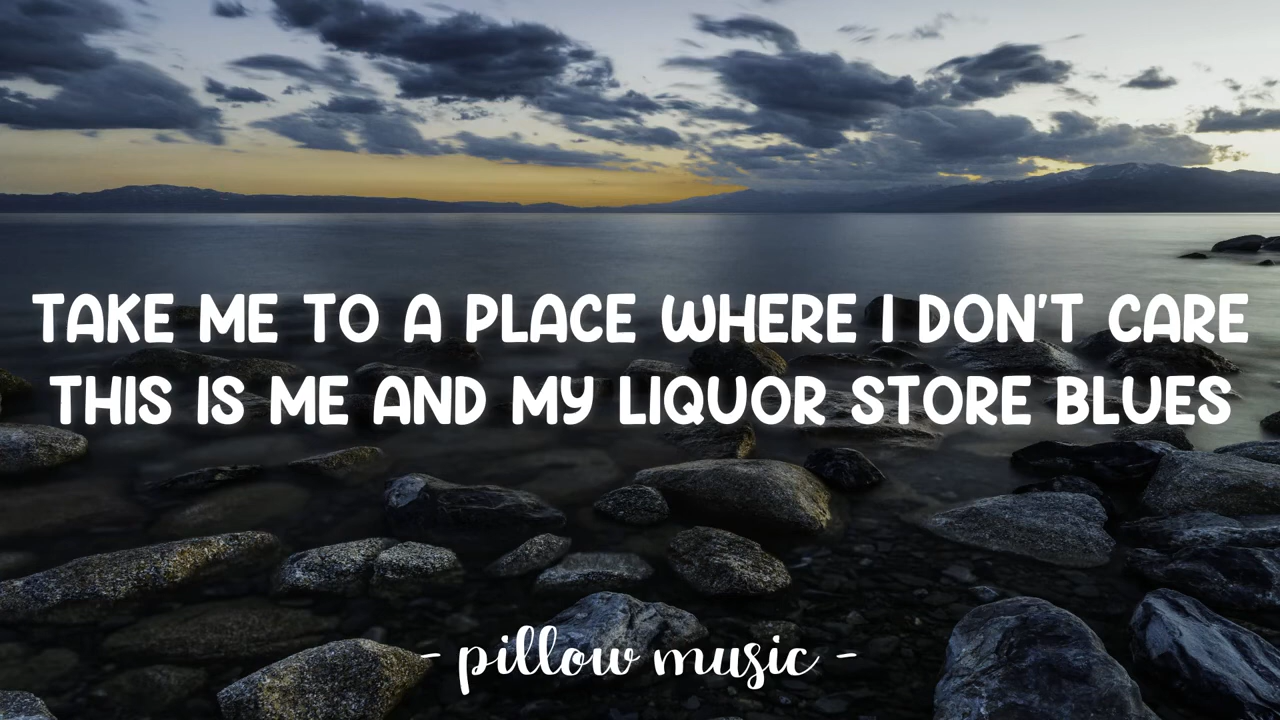 TAKE ME TO A PLACE WHERE I DON'T CARE
THIS IS ME AND MY LIQUOR STORE BLUES
- pillow music -